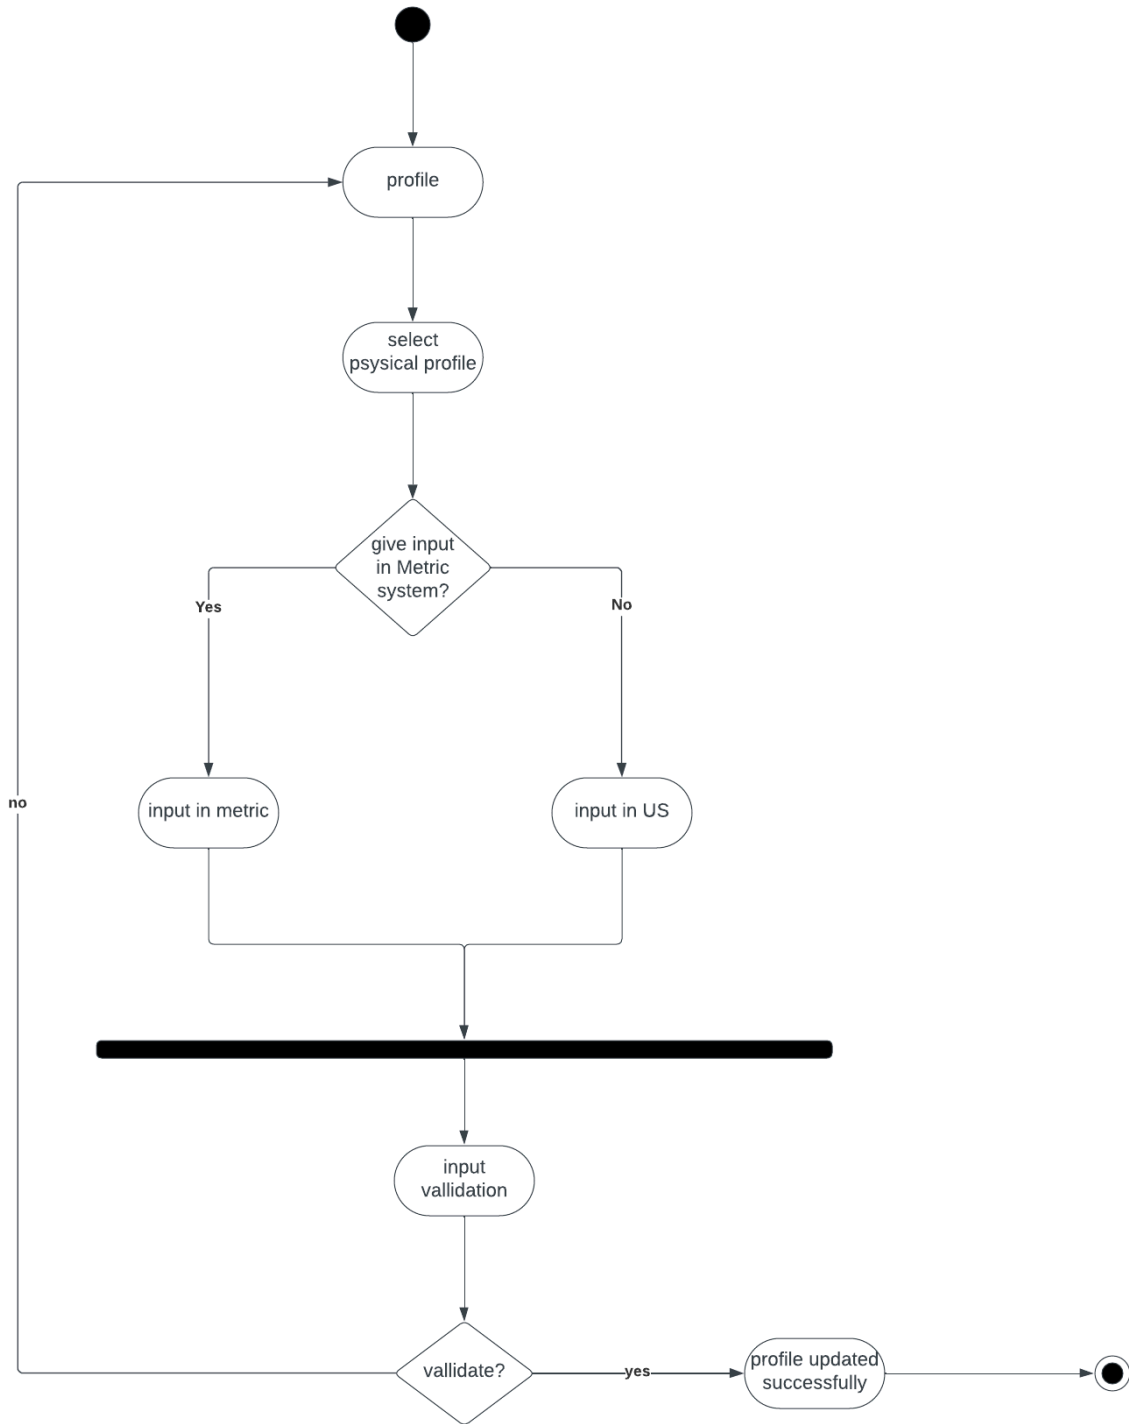 profile
select
psysical profile
give input
in Metric
system?
Yes
No
input in metric
input in US
no
input
vallidation
vallidate?
yes
profile updated
successfully